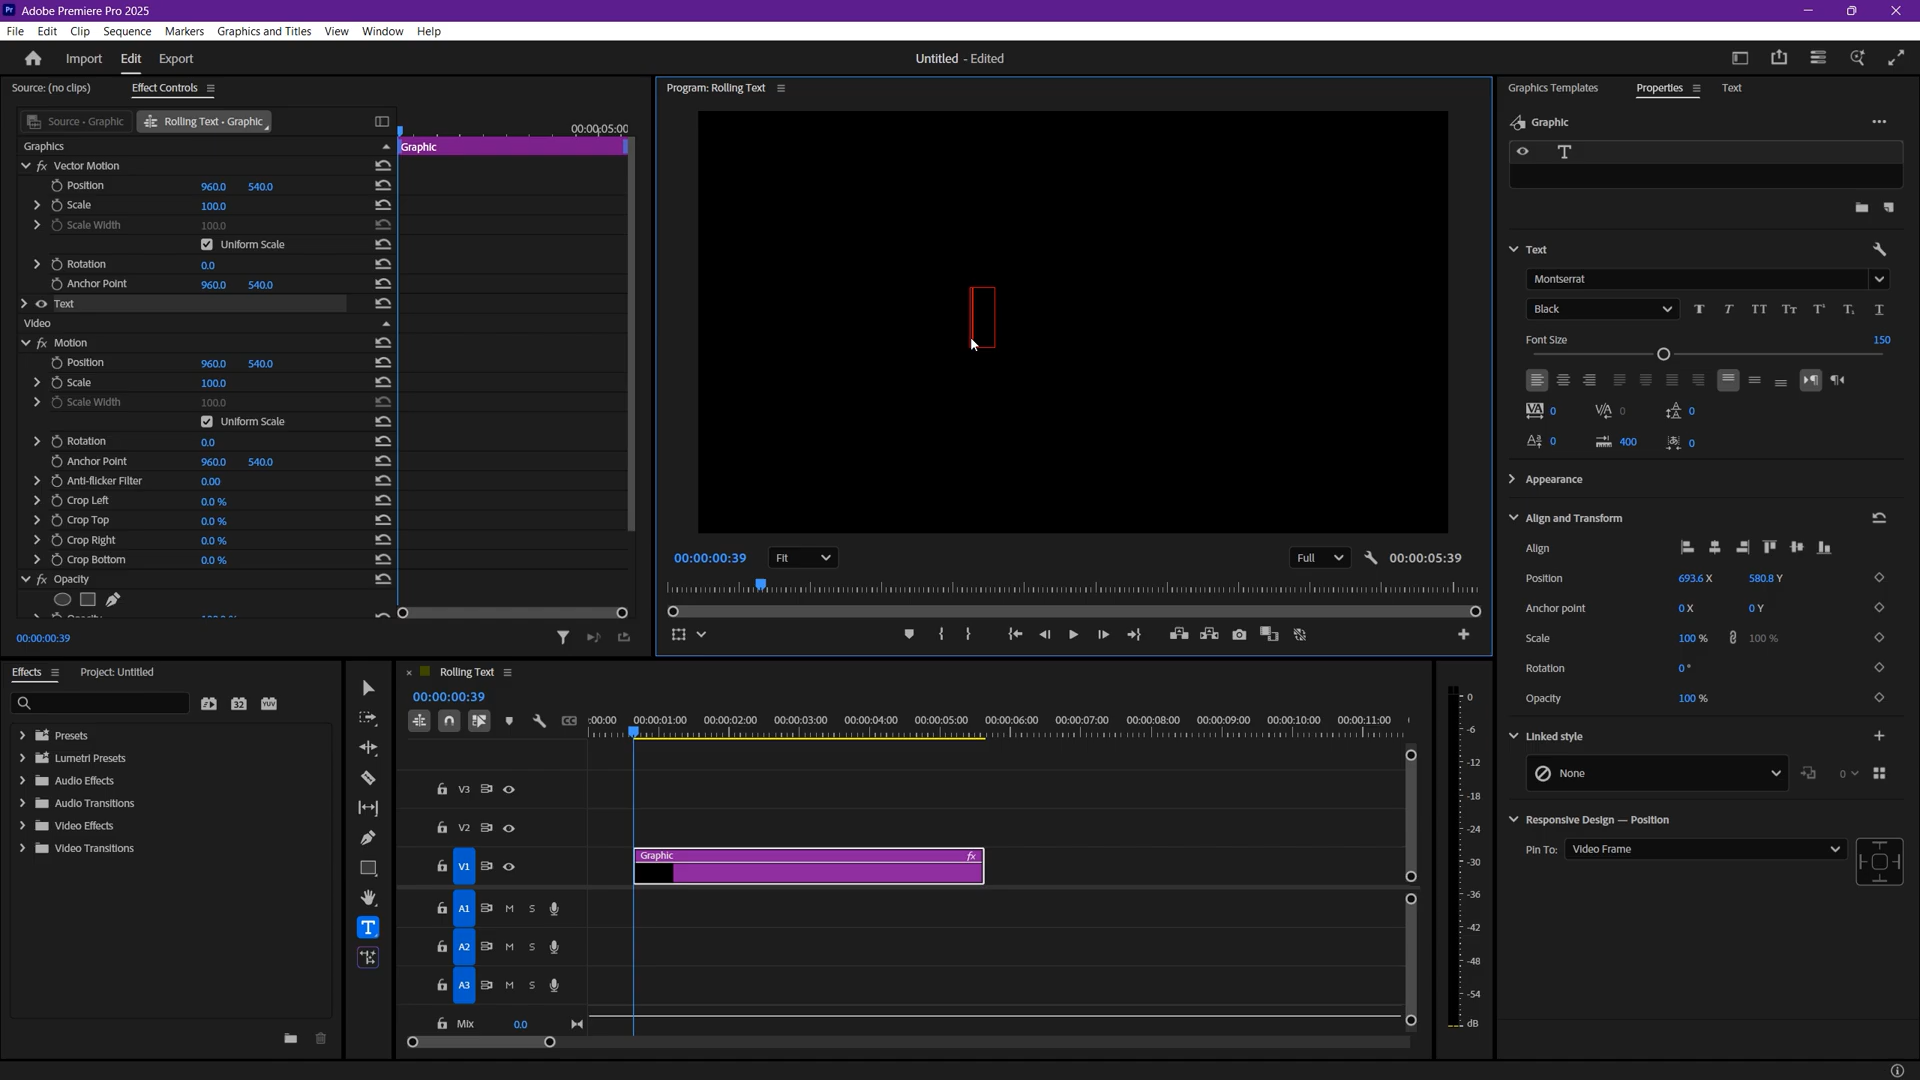 Adobe Premiere Pro 2025
File Edit Clip Sequence Markers Graphics and Titles View Window Help
Import Edit Export
Untitled - Edited
Source: (no clips) Effect Controls
Source - Graphic Rolling Text - Graphic
00:00:05:00
Graphics
Graphic
Vector Motion
Position 960.0 540.0
Scale 100.0
Scale Width 100.0
Uniform Scale
Rotation 0.0
Anchor Point 960.0 540.0
Text
Video
Motion
Position 960.0 540.0
Scale 100.0
Scale Width 100.0
Uniform Scale
Rotation 0.0
Anchor Point 960.0 540.0
Anti-flicker Filter 0.00
Crop Left 0.0 %
Crop Top 0.0 %
Crop Right 0.0 %
Crop Bottom 0.0 %
Opacity
00:00:00:39
Program: Rolling Text
00:00:00:39 Fit Full 00:00:05:39
Graphics Templates Properties Text
Graphic
Text
Montserrat
Black
Font Size 150
0 0 0
0 400 0
Appearance
Align and Transform
Align
Position 693.6 X 580.8 Y
Anchor point 0 X 0 Y
Scale 100 % 100 %
Rotation 0 °
Opacity 100 %
Linked style
None 0
Responsive Design — Position
Pin To: Video Frame
Effects Project: Untitled
32 YUV
Presets
Lumetri Presets
Audio Effects
Audio Transitions
Video Effects
Video Transitions
Rolling Text
00:00:00:39
:00:00 00:00:01:00 00:00:02:00 00:00:03:00 00:00:04:00 00:00:05:00 00:00:06:00 00:00:07:00 00:00:08:00 00:00:09:00 00:00:10:00 00:00:11:00
V3
V2
V1
Graphic fx
A1 M S
A2 M S
A3 M S
Mix 0.0
0
-6
-12
-18
-24
-30
-36
-42
-48
-54
dB